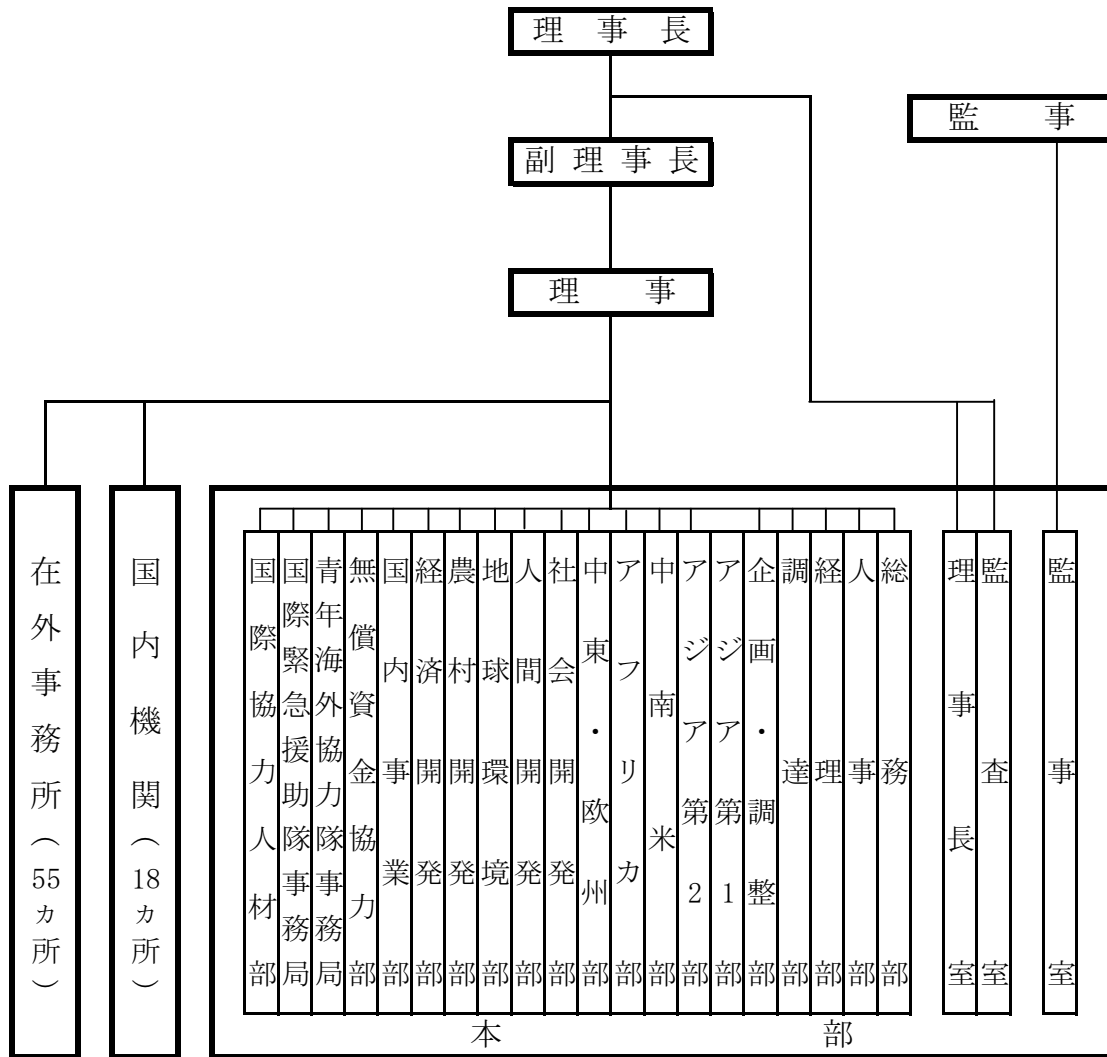 理事長
監事
副理事長
理事
在外事務所（55カ所）
国内機関（18カ所）
国際協力人材部
国際緊急援助隊事務局
青年海外協力隊事務局
無償資金協力部
国内事業部
経済開発部
農村開発部
地球環境部
人間開発部
社会開発部
中東・欧州部
アフリカ部
中南米部
アジア第2部
アジア第1部
企画・調整部
調達部
経理部
人事部
総務部
理事長室
監査室
監事室
本部